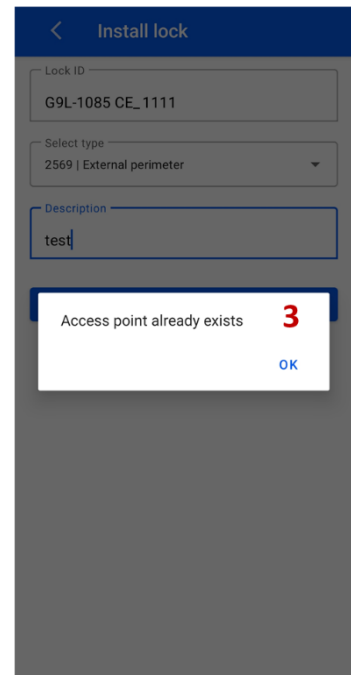 Install lock
Lock ID
G9L-1085 CE_1111
Select type
2569 | External perimeter
Description
test
Access point already exists 3
OK